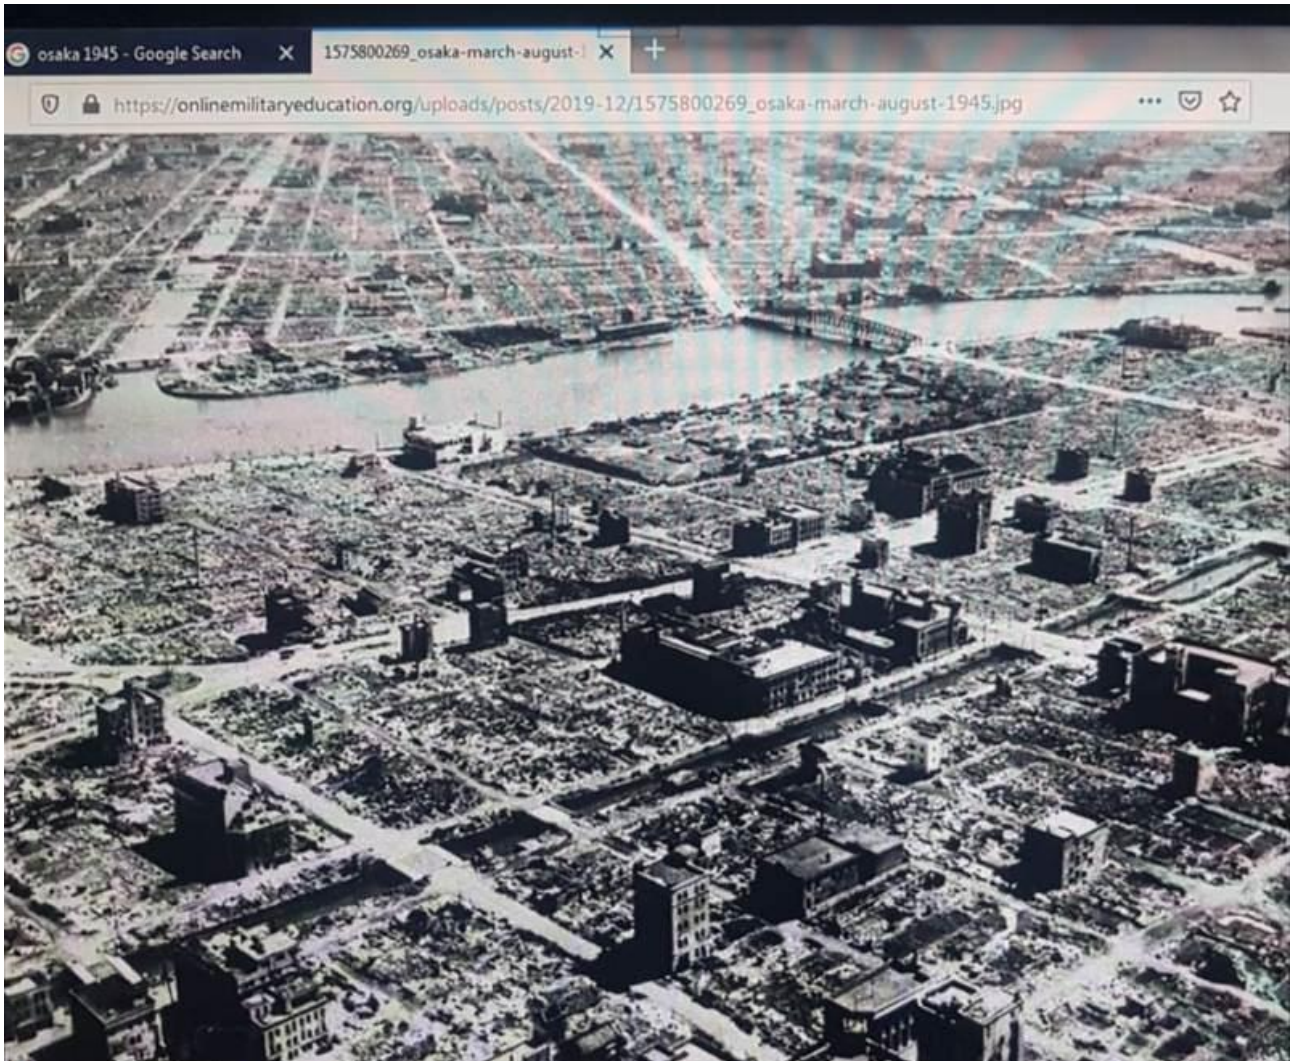 osaka 1945 - Google Search
1575800269_osaka-march-august-1
https://onlinemilitaryeducation.org/uploads/posts/2019-12/1575800269_osaka-march-august-1945.jpg